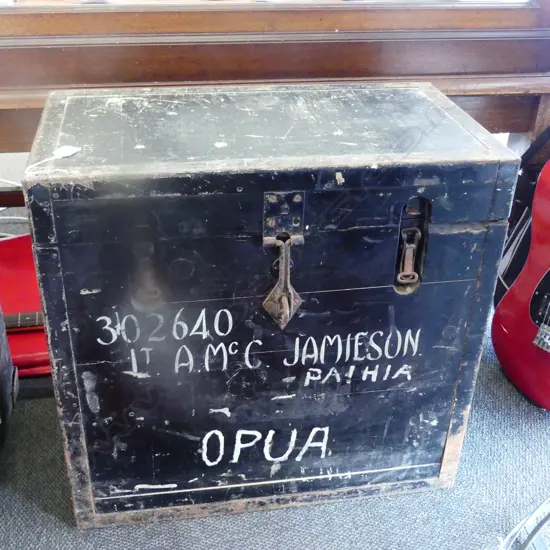 302640
LT A. McC. JAMIESON
- PAIHIA
OPUA